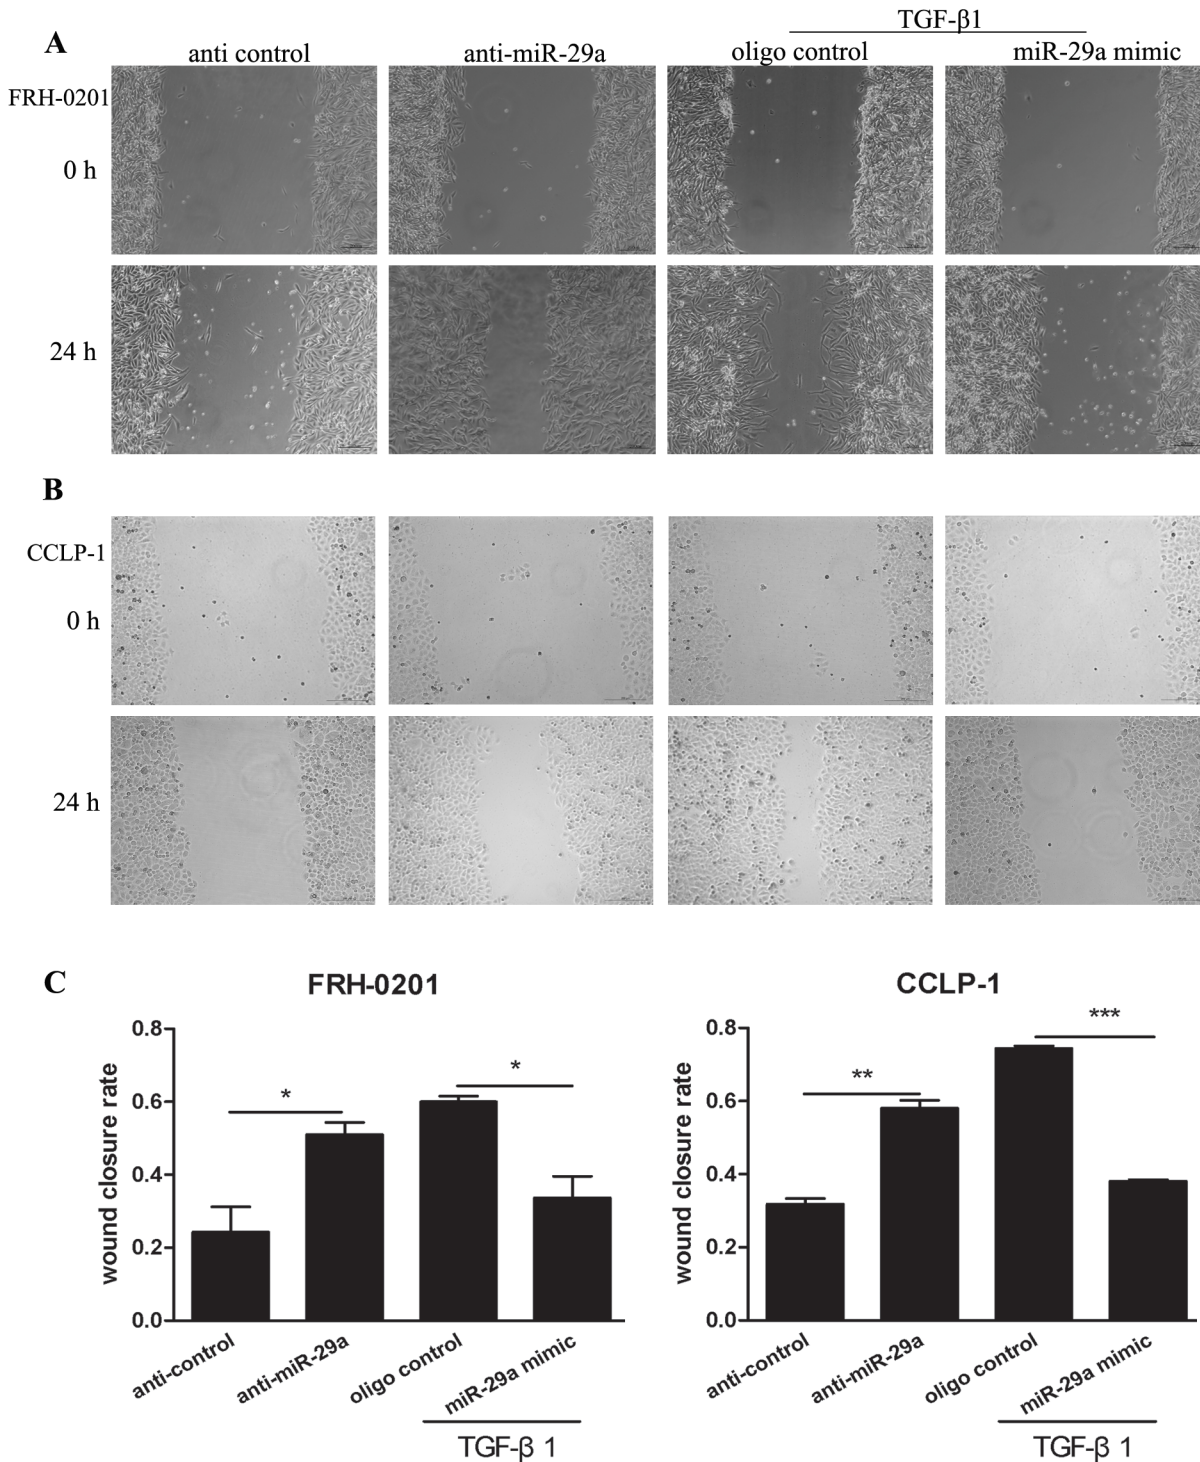 TGF-β1
A
anti control anti-miR-29a oligo control miR-29a mimic
FRH-0201
0 h
24 h
B
CCLP-1
0 h
24 h
C
FRH-0201
wound closure rate
0.8
0.6
0.4
0.2
0.0
*
*
anti-control
anti-miR-29a
oligo control
miR-29a mimic
TGF-β 1
CCLP-1
wound closure rate
0.8
0.6
0.4
0.2
0.0
**
***
anti-control
anti-miR-29a
oligo control
miR-29a mimic
TGF-β 1